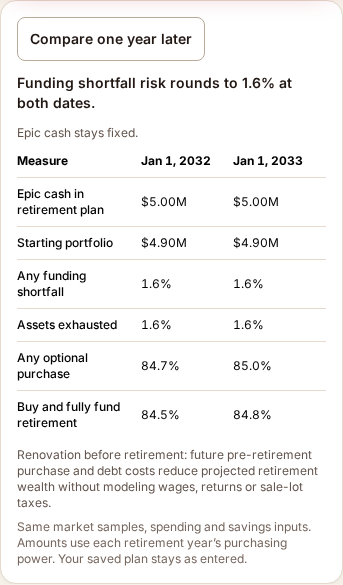 Compare one year later
Funding shortfall risk rounds to 1.6% at
both dates.
Epic cash stays fixed.
Measure Jan 1, 2032 Jan 1, 2033
Epic cash in
retirement plan $5.00M $5.00M
Starting portfolio $4.90M $4.90M
Any funding
shortfall 1.6% 1.6%
Assets exhausted 1.6% 1.6%
Any optional
purchase 84.7% 85.0%
Buy and fully fund
retirement 84.5% 84.8%
Renovation before retirement: future pre-retirement
purchase and debt costs reduce projected retirement
wealth without modeling wages, returns or sale-lot
taxes.
Same market samples, spending and savings inputs.
Amounts use each retirement year’s purchasing
power. Your saved plan stays as entered.